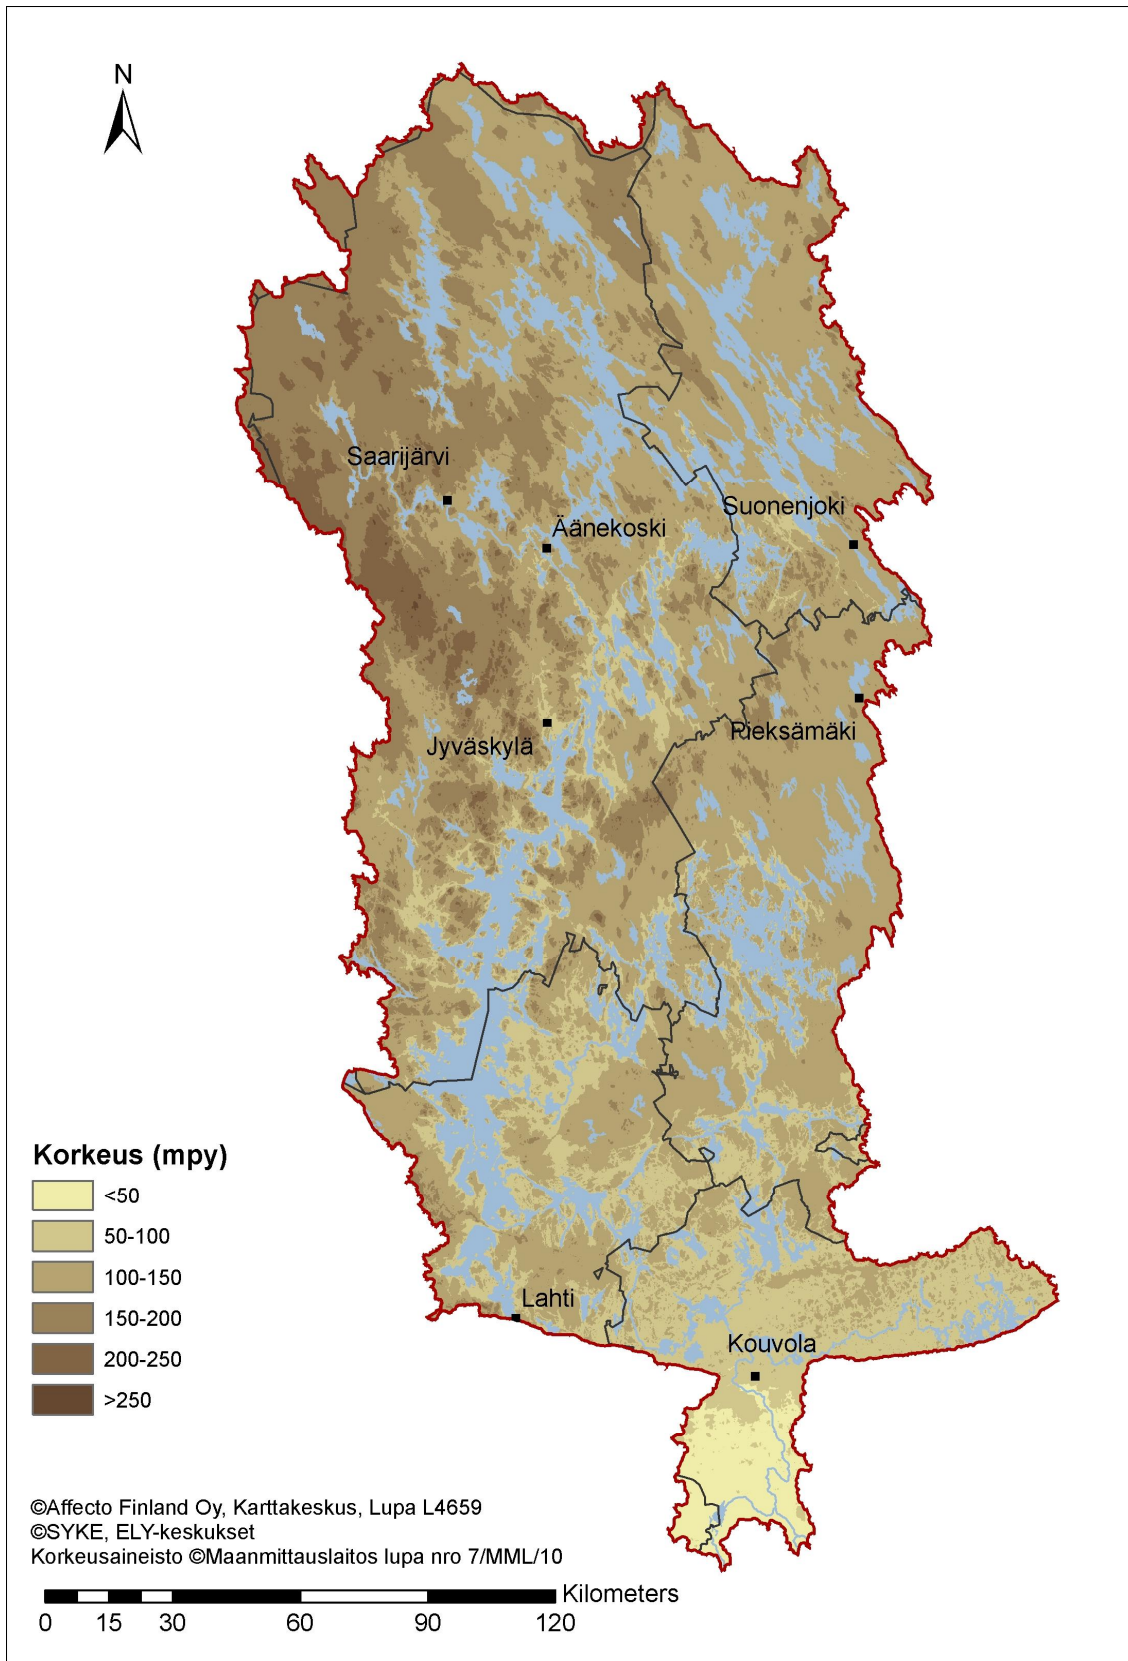 N
Saarijärvi
Suonenjoki
Äänekoski
Pieksämäki
Jyväskylä
Korkeus (mpy)
<50
50-100
100-150
150-200
200-250
>250
Lahti
Kouvola
©Affecto Finland Oy, Karttakeskus, Lupa L4659
©SYKE, ELY-keskukset
Korkeusaineisto ©Maanmittauslaitos lupa nro 7/MML/10
Kilometers
0 15 30 60 90 120